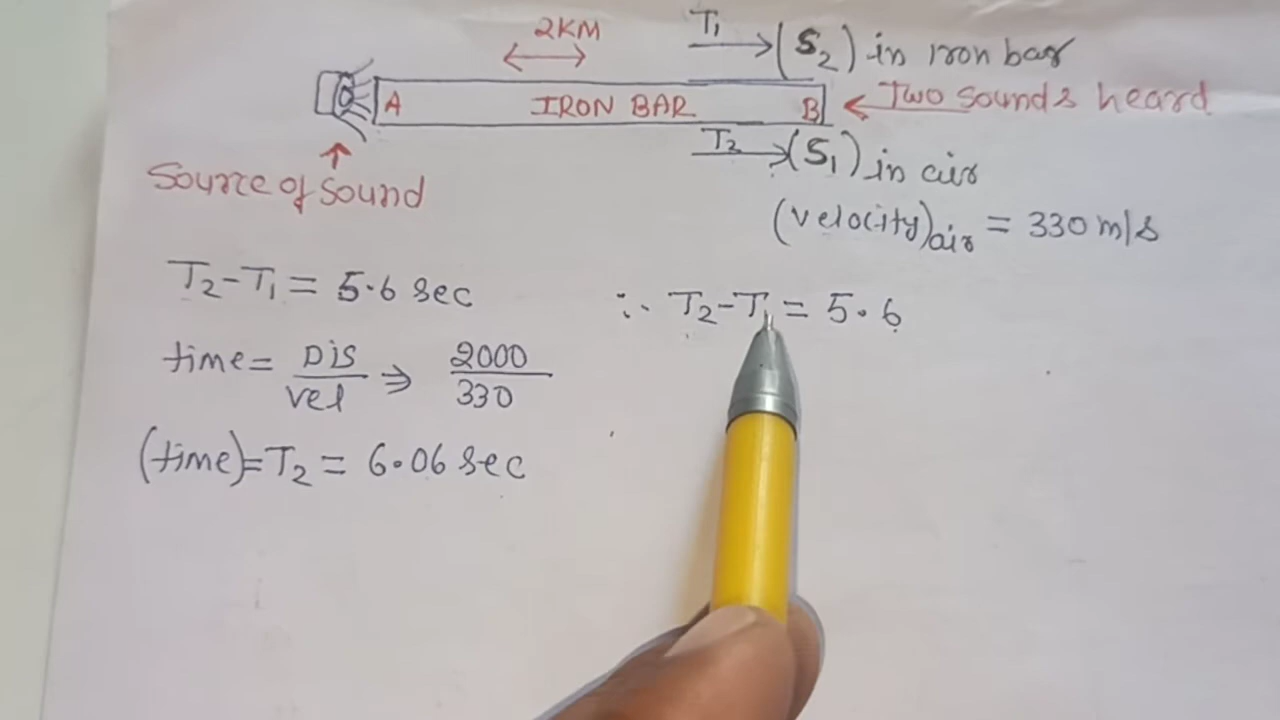 2KM
T₁ (S₂) in iron bar
A IRON BAR B Two sounds heard
T₂ (S₁) in air
Source of sound
(velocity)air = 330 m/s
T₂-T₁ = 5.6 sec
∴ T₂-T₁ = 5.6
time = Dis/vel ⇒ 2000/330
(time)=T₂ = 6.06 sec